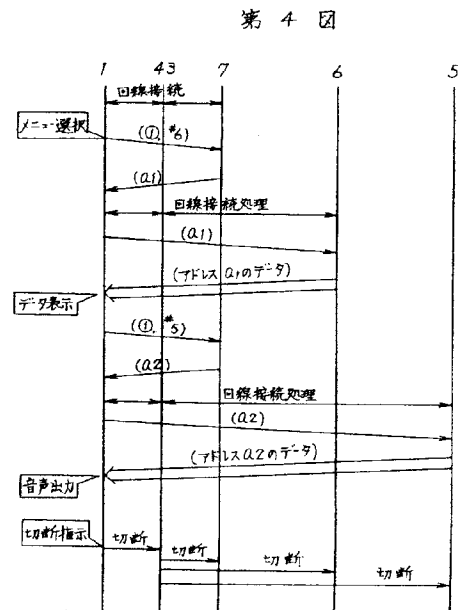 第 4 図
1 43 7 6 5
回線接続
メニュー選択
(①, #6)
(a1)
回線接続処理
(a1)
(アドレスa1のデータ)
データ表示
(①, #5)
(a2)
回線接続処理
(a2)
(アドレスa2のデータ)
音声出力
切断指示
切断
切断
切断
切断